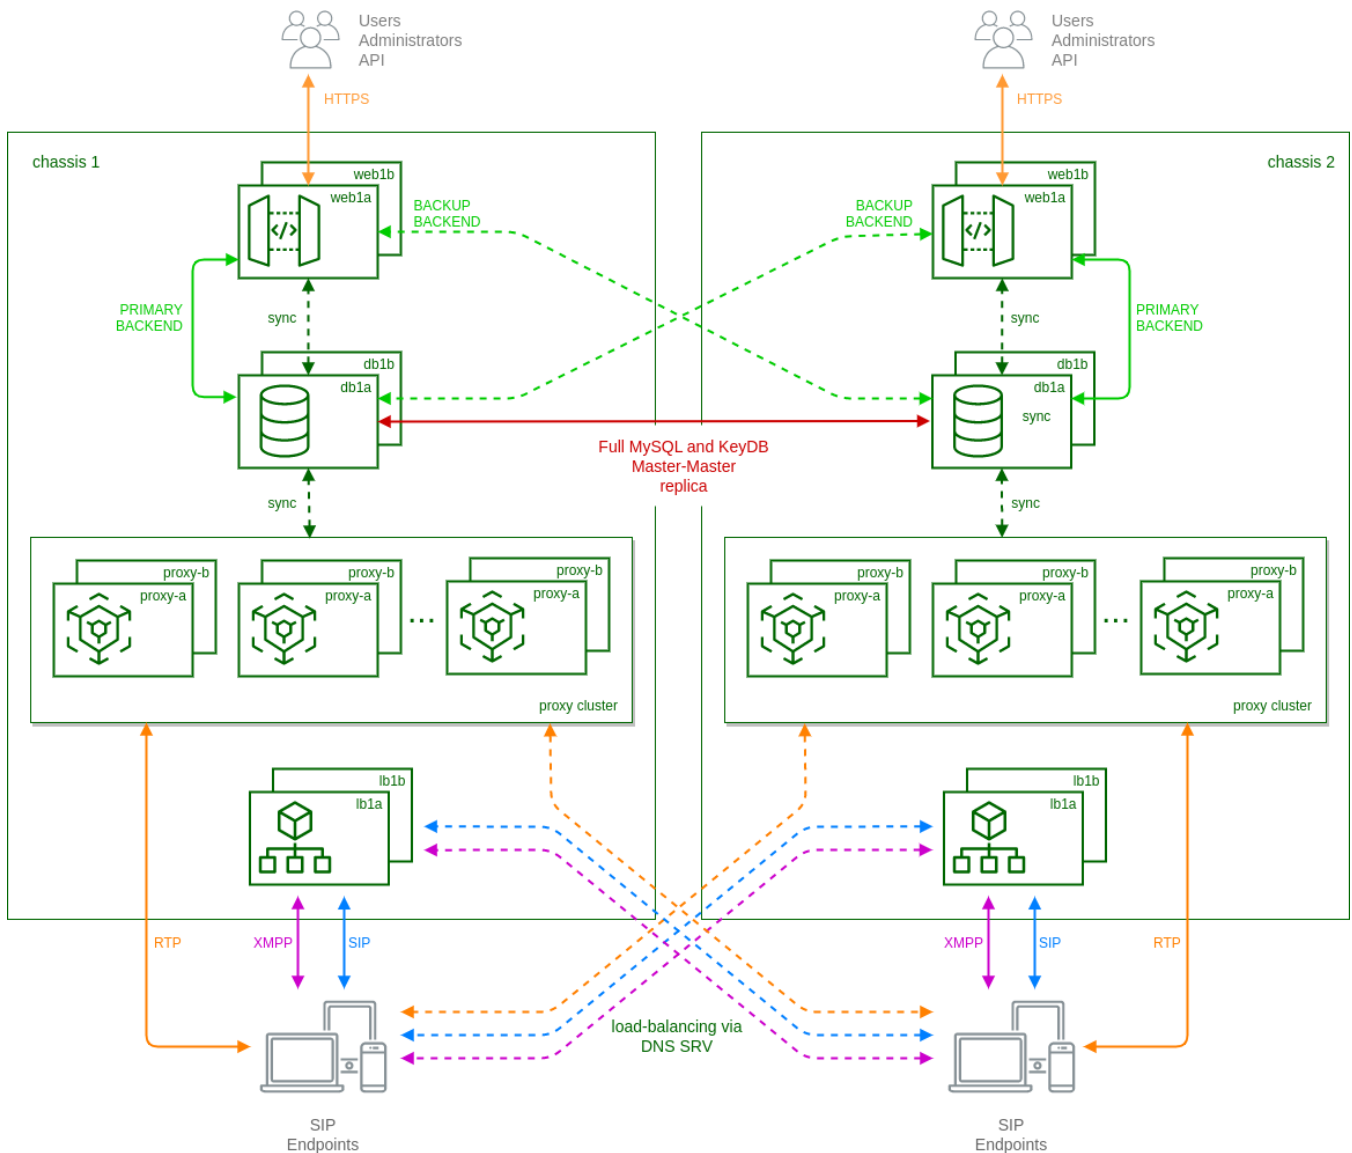 Users
Administrators
API
Users
Administrators
API
HTTPS
HTTPS
chassis 1
chassis 2
web1b
web1a
web1b
web1a
BACKUP
BACKEND
BACKUP
BACKEND
PRIMARY
BACKEND
sync
sync
PRIMARY
BACKEND
db1b
db1a
db1b
db1a
sync
Full MySQL and KeyDB
Master-Master
replica
sync
sync
proxy-b
proxy-a
proxy-b
proxy-a
...
proxy-b
proxy-a
proxy cluster
proxy-b
proxy-a
proxy-b
proxy-a
...
proxy-b
proxy-a
proxy cluster
lb1b
lb1a
lb1b
lb1a
RTP
XMPP
SIP
XMPP
SIP
RTP
load-balancing via
DNS SRV
SIP
Endpoints
SIP
Endpoints